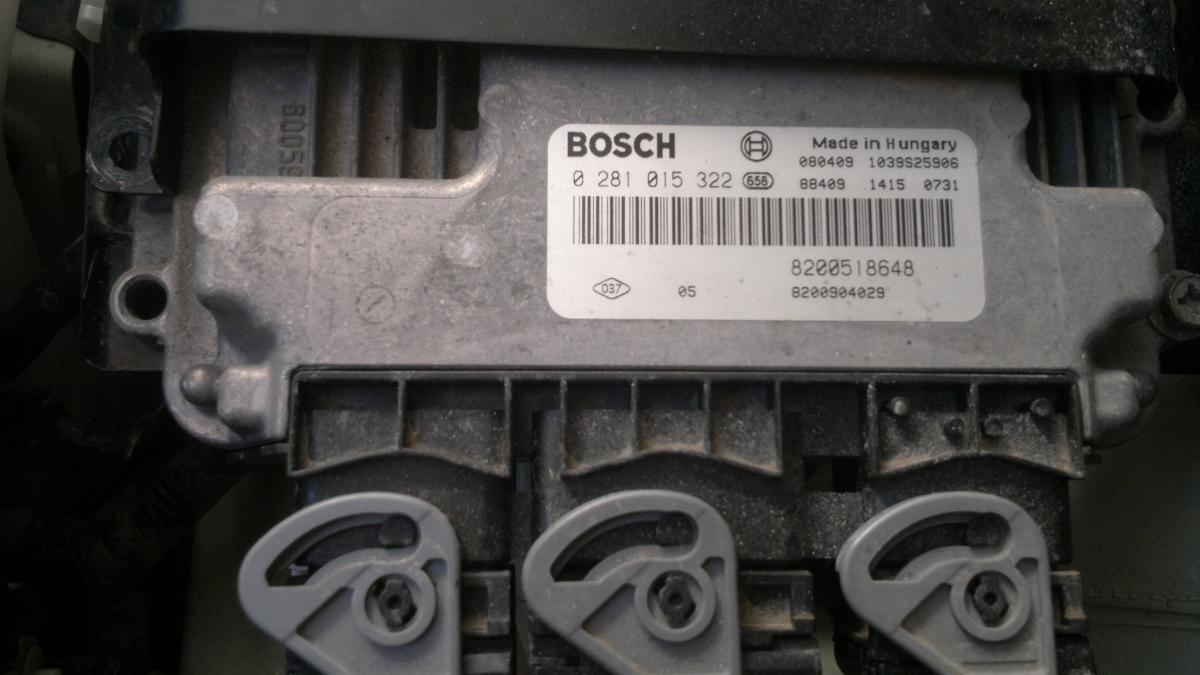 BOSCH
Made in Hungary
080409 1039S25906
0 281 015 322 656
88409 1415 0731
8200518648
037 05 8200904029